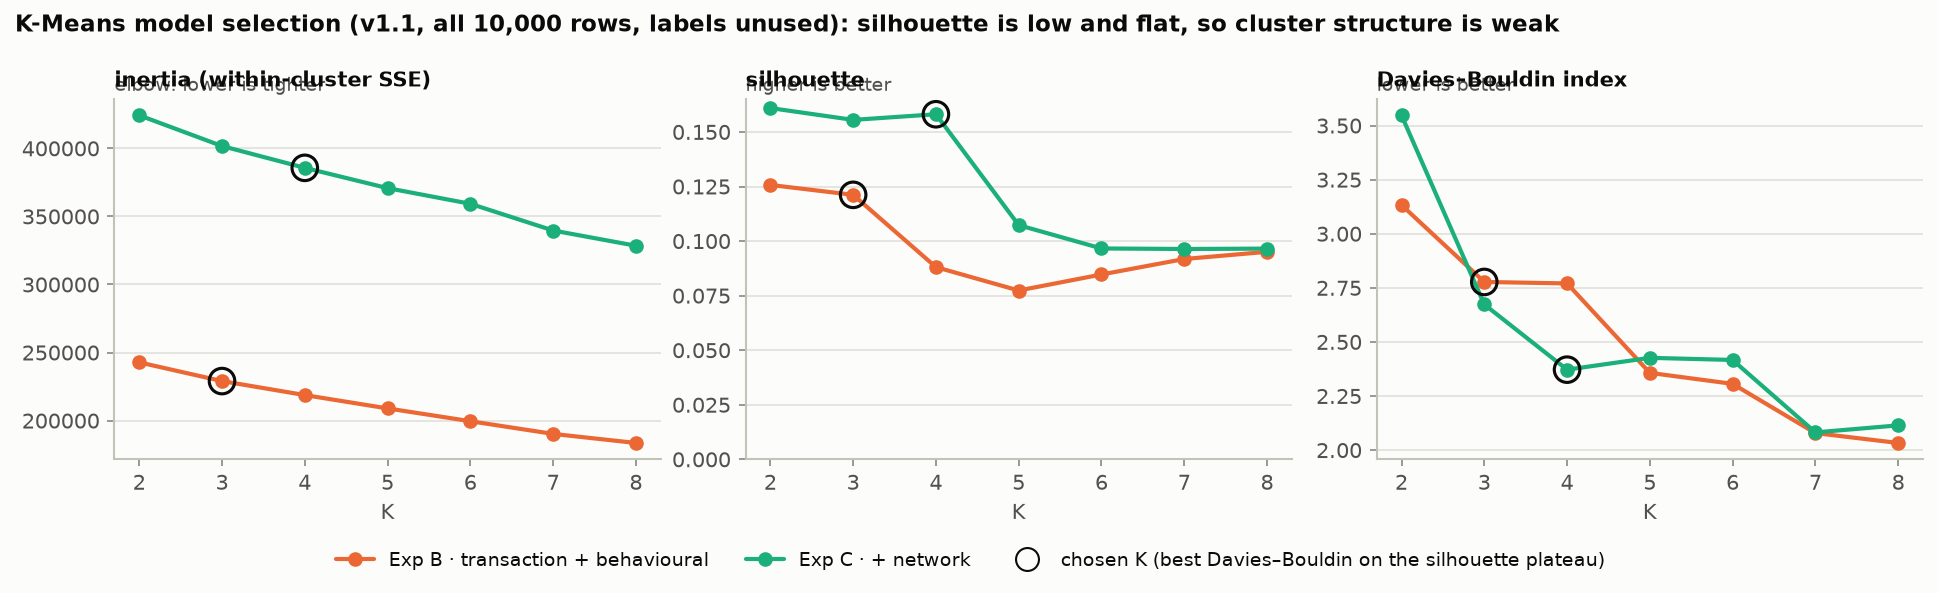 K-Means model selection (v1.1, all 10,000 rows, labels unused): silhouette is low and flat, so cluster structure is weak
inertia (within-cluster SSE)
elbow: lower is tighter
400000
350000
300000
250000
200000
2 3 4 5 6 7 8
K
silhouette
higher is better
0.150
0.125
0.100
0.075
0.050
0.025
0.000
2 3 4 5 6 7 8
K
Davies–Bouldin index
lower is better
3.50
3.25
3.00
2.75
2.50
2.25
2.00
2 3 4 5 6 7 8
K
Exp B · transaction + behavioural
Exp C · + network
chosen K (best Davies–Bouldin on the silhouette plateau)